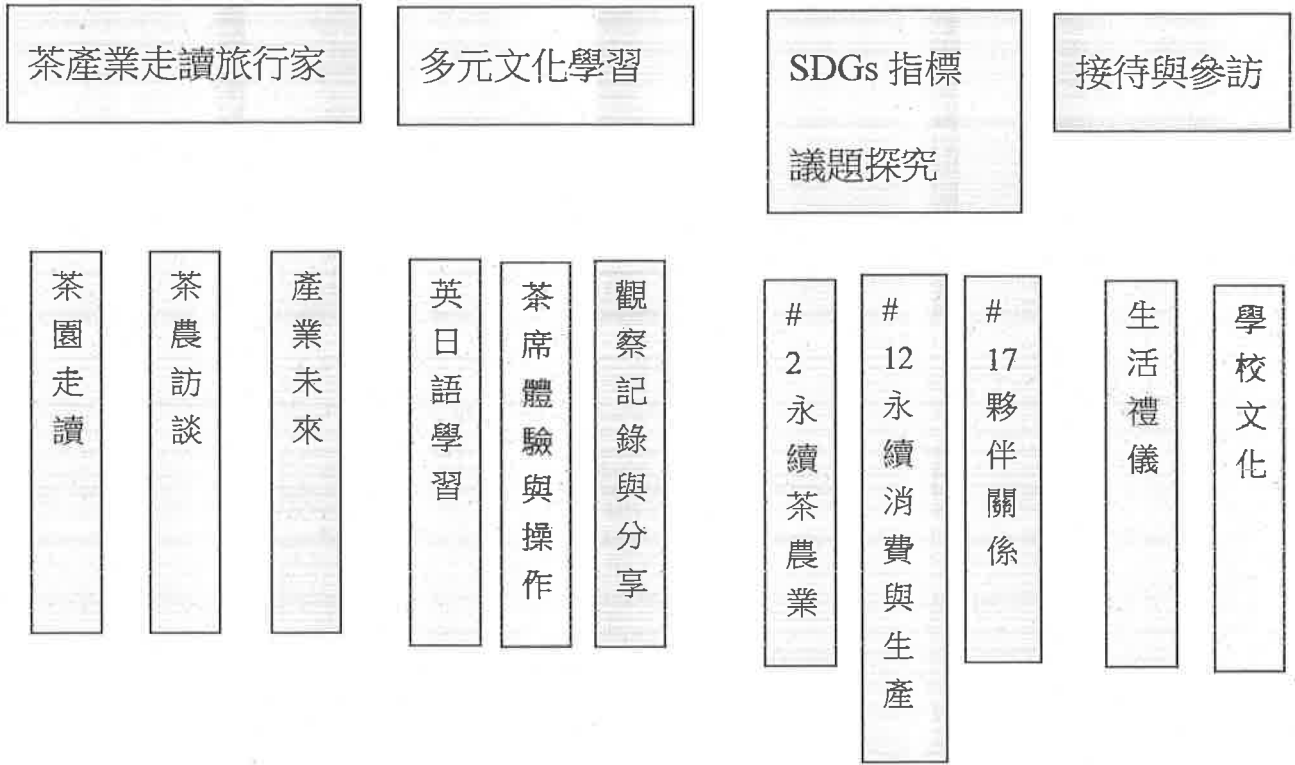 茶產業走讀旅行家
多元文化學習
SDGs 指標
議題探究
接待與參訪
茶園走讀
茶農訪談
產業未來
英日語學習
茶席體驗與操作
觀察記錄與分享
#2永續茶農業
#12永續消費與生產
#17夥伴關係
生活禮儀
學校文化